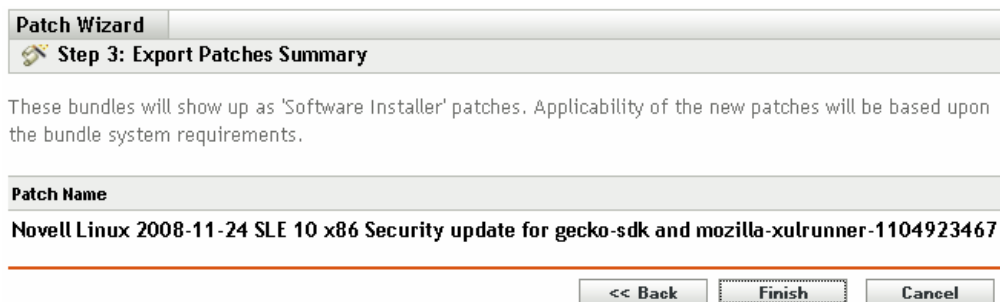 Patch Wizard
Step 3: Export Patches Summary
These bundles will show up as 'Software Installer' patches. Applicability of the new patches will be based upon
the bundle system requirements.
Patch Name
Novell Linux 2008-11-24 SLE 10 x86 Security update for gecko-sdk and mozilla-xulrunner-1104923467
<< Back
Finish
Cancel